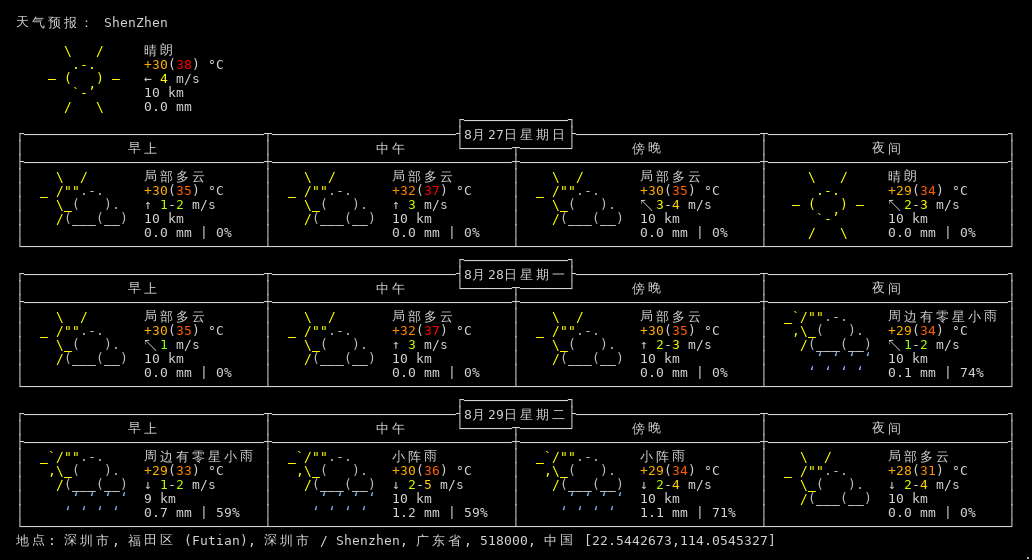 天气预报： ShenZhen
晴朗
+30(38) °C
← 4 m/s
10 km
0.0 mm
8月27日星期日
早上 中午 傍晚 夜间
局部多云 局部多云 局部多云 晴朗
+30(35) °C +32(37) °C +30(35) °C +29(34) °C
↑ 1-2 m/s ↑ 3 m/s ↖ 3-4 m/s ↖ 2-3 m/s
10 km 10 km 10 km 10 km
0.0 mm | 0% 0.0 mm | 0% 0.0 mm | 0% 0.0 mm | 0%
8月28日星期一
早上 中午 傍晚 夜间
局部多云 局部多云 局部多云 周边有零星小雨
+30(35) °C +32(37) °C +30(35) °C +29(34) °C
↖ 1 m/s ↑ 3 m/s ↑ 2-3 m/s ↖ 1-2 m/s
10 km 10 km 10 km 10 km
0.0 mm | 0% 0.0 mm | 0% 0.0 mm | 0% 0.1 mm | 74%
8月29日星期二
早上 中午 傍晚 夜间
周边有零星小雨 小阵雨 小阵雨 局部多云
+29(33) °C +30(36) °C +29(34) °C +28(31) °C
↓ 1-2 m/s ↓ 2-5 m/s ↓ 2-4 m/s ↓ 2-4 m/s
9 km 10 km 10 km 10 km
0.7 mm | 59% 1.2 mm | 59% 1.1 mm | 71% 0.0 mm | 0%
地点: 深圳市, 福田区 (Futian), 深圳市 / Shenzhen, 广东省, 518000, 中国 [22.5442673,114.0545327]